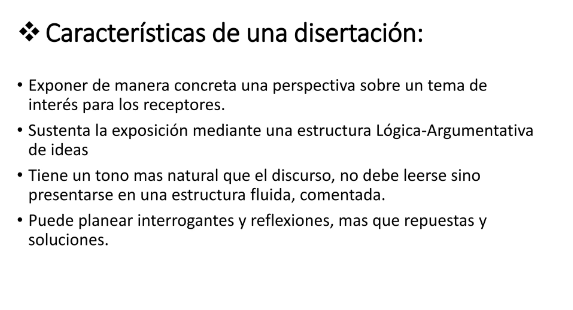 ❖ Características de una disertación:
• Exponer de manera concreta una perspectiva sobre un tema de
interés para los receptores.
• Sustenta la exposición mediante una estructura Lógica-Argumentativa
de ideas
• Tiene un tono mas natural que el discurso, no debe leerse sino
presentarse en una estructura fluida, comentada.
• Puede planear interrogantes y reflexiones, mas que repuestas y
soluciones.